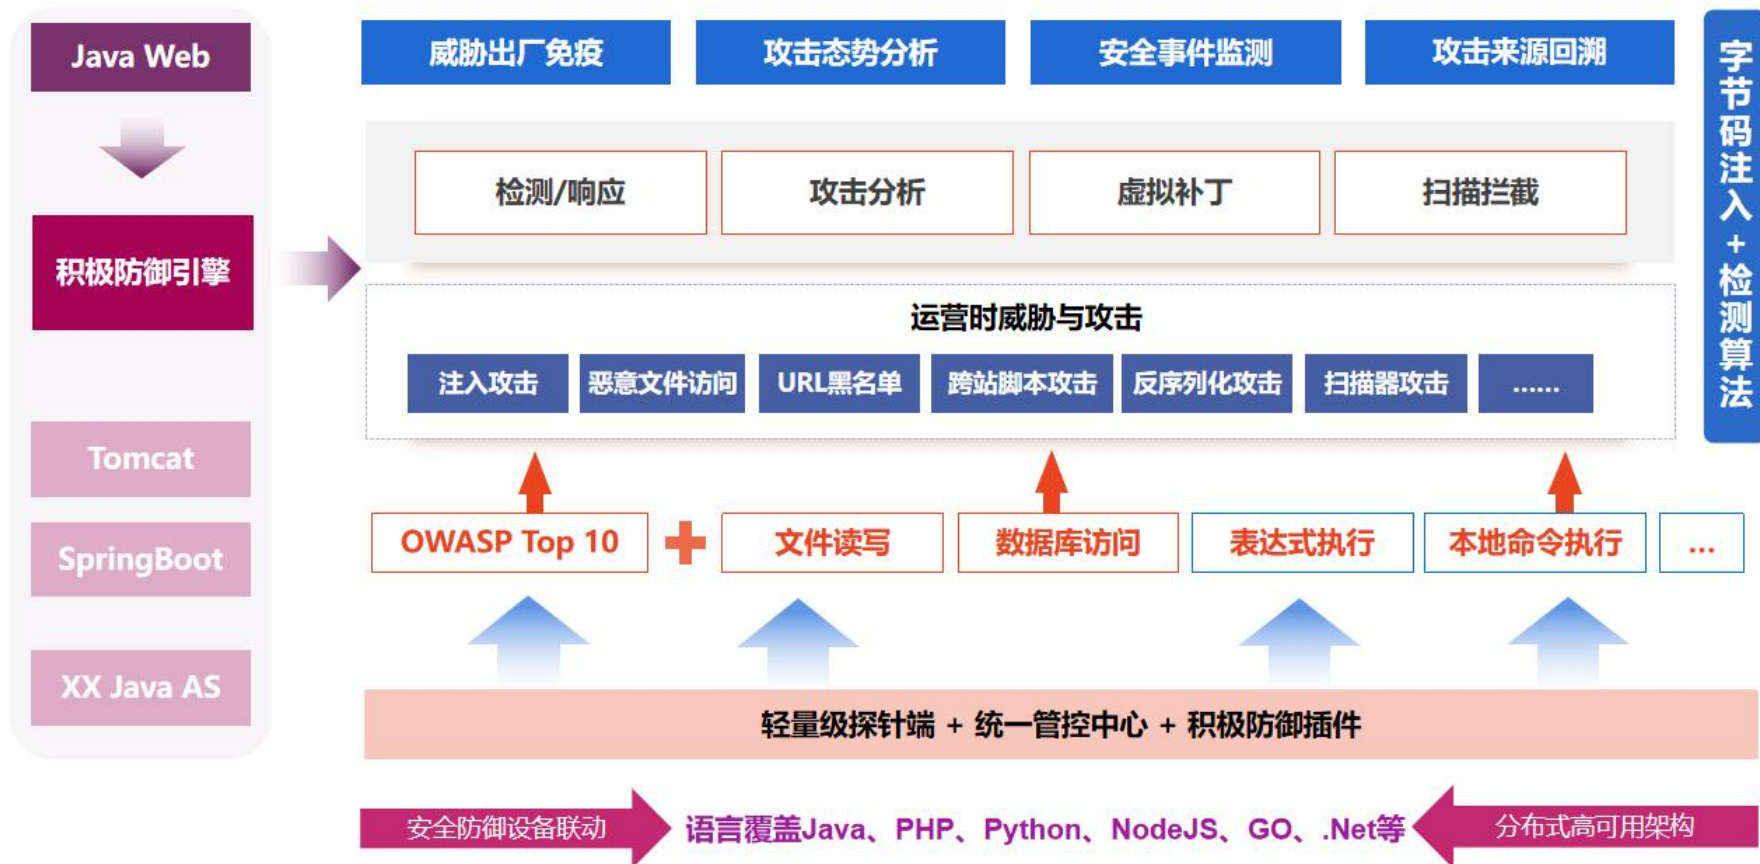 Java Web
积极防御引擎
Tomcat
SpringBoot
XX Java AS
威胁出厂免疫
攻击态势分析
安全事件监测
攻击来源回溯
检测/响应
攻击分析
虚拟补丁
扫描拦截
运营时威胁与攻击
注入攻击
恶意文件访问
URL黑名单
跨站脚本攻击
反序列化攻击
扫描器攻击
......
OWASP Top 10
文件读写
数据库访问
表达式执行
本地命令执行
...
轻量级探针端 + 统一管控中心 + 积极防御插件
安全防御设备联动
语言覆盖Java、PHP、Python、NodeJS、GO、.Net等
分布式高可用架构
字节码注入+检测算法